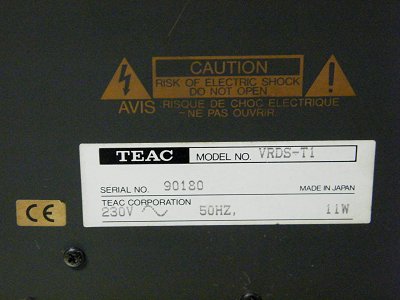 CAUTION
RISK OF ELECTRIC SHOCK
DO NOT OPEN
AVIS RISQUE DE CHOC ELECTRIQUE
–NE PAS OUVRIR.
TEAC MODEL NO. VRDS-T1
SERIAL NO. 90180 MADE IN JAPAN
TEAC CORPORATION
230V 50HZ, 11W
CE